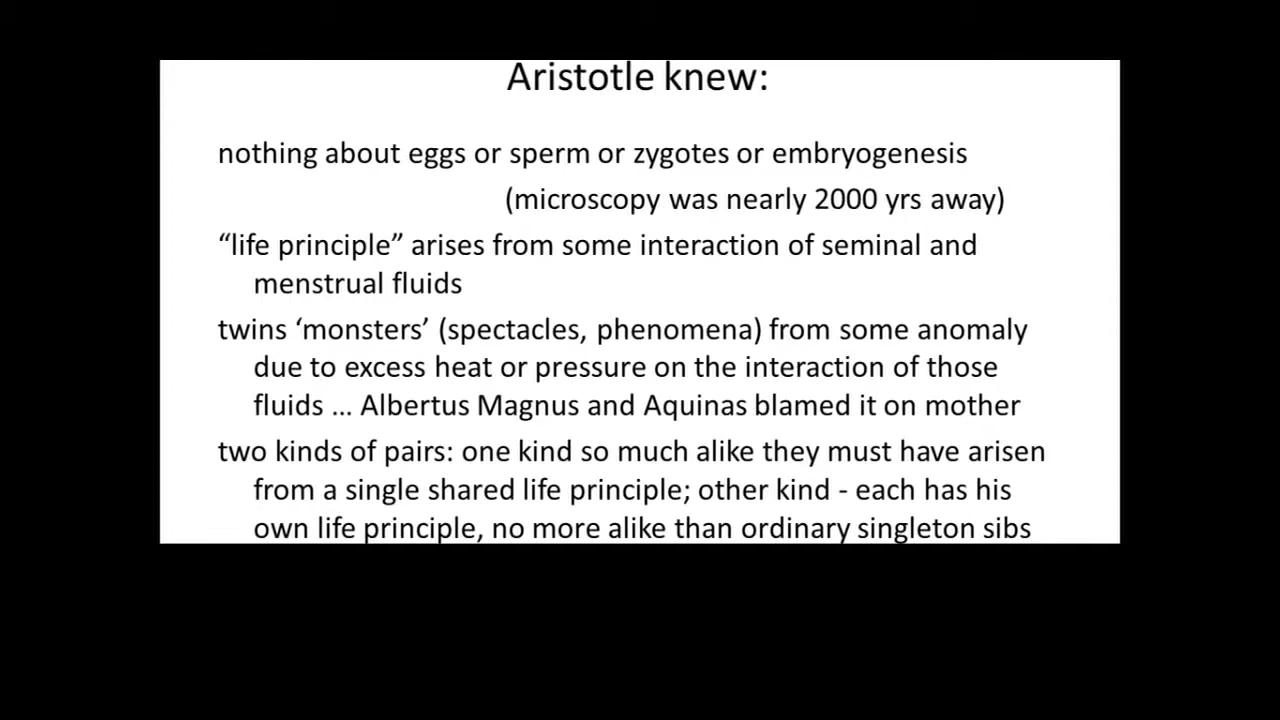 Aristotle knew:
nothing about eggs or sperm or zygotes or embryogenesis
(microscopy was nearly 2000 yrs away)
“life principle” arises from some interaction of seminal and
menstrual fluids
twins ‘monsters’ (spectacles, phenomena) from some anomaly
due to excess heat or pressure on the interaction of those
fluids ... Albertus Magnus and Aquinas blamed it on mother
two kinds of pairs: one kind so much alike they must have arisen
from a single shared life principle; other kind - each has his
own life principle, no more alike than ordinary singleton sibs